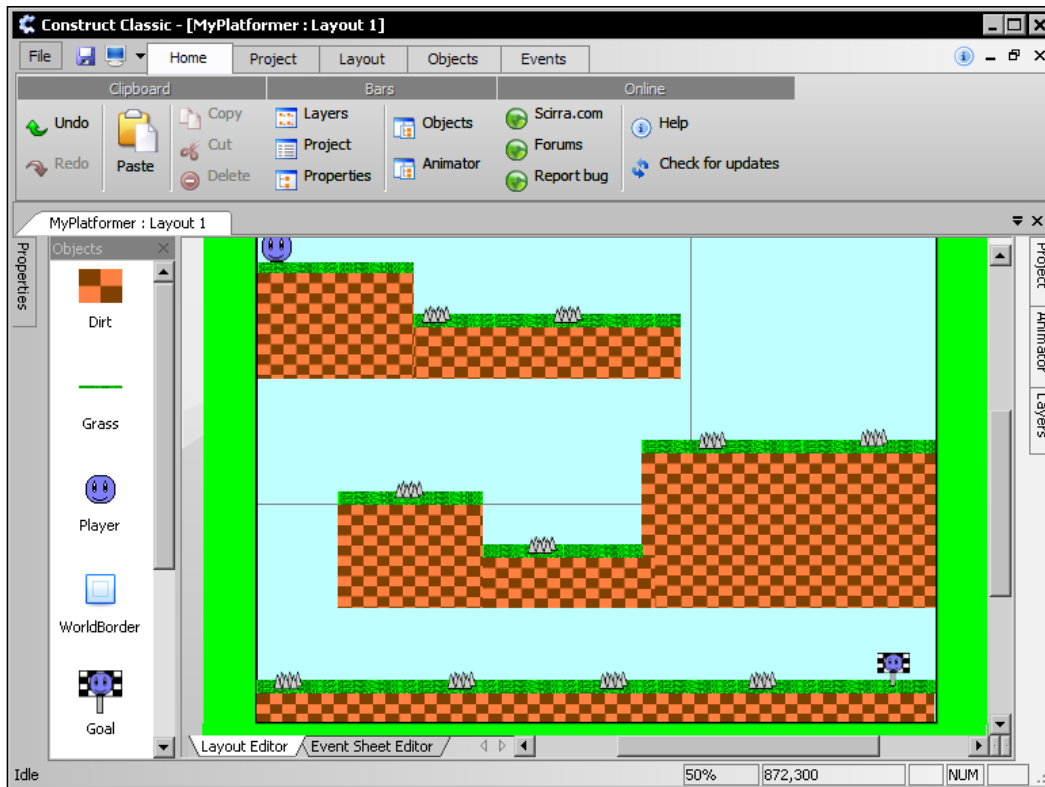 Construct Classic - [MyPlatformer : Layout 1]
File Home Project Layout Objects Events
Clipboard Bars Online
Undo
Redo
Paste
Copy
Cut
Delete
Layers
Project
Properties
Objects
Animator
Scirra.com
Forums
Report bug
Help
Check for updates
MyPlatformer : Layout 1
Properties
Objects
Dirt
Grass
Player
WorldBorder
Goal
Project
Animator
Layers
Layout Editor Event Sheet Editor
Idle 50% 872,300 NUM